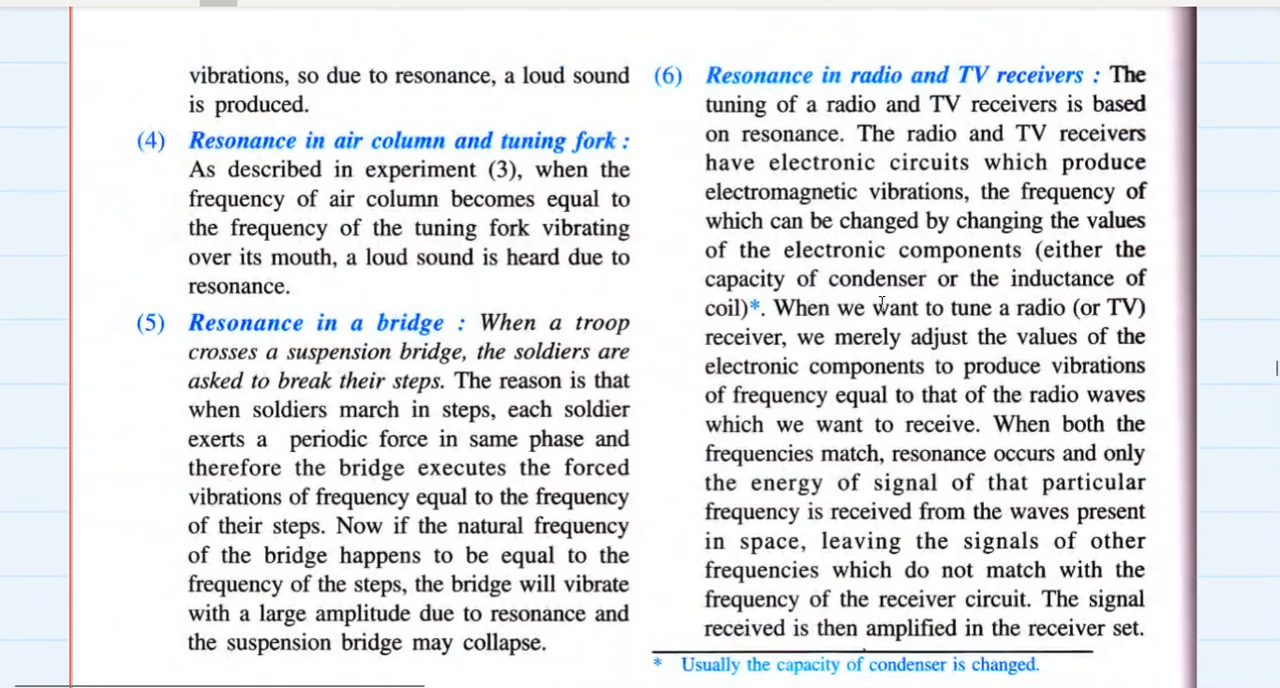 vibrations, so due to resonance, a loud sound
is produced.
(4) Resonance in air column and tuning fork :
As described in experiment (3), when the
frequency of air column becomes equal to
the frequency of the tuning fork vibrating
over its mouth, a loud sound is heard due to
resonance.
(5) Resonance in a bridge : When a troop
crosses a suspension bridge, the soldiers are
asked to break their steps. The reason is that
when soldiers march in steps, each soldier
exerts a periodic force in same phase and
therefore the bridge executes the forced
vibrations of frequency equal to the frequency
of their steps. Now if the natural frequency
of the bridge happens to be equal to the
frequency of the steps, the bridge will vibrate
with a large amplitude due to resonance and
the suspension bridge may collapse.
(6) Resonance in radio and TV receivers : The
tuning of a radio and TV receivers is based
on resonance. The radio and TV receivers
have electronic circuits which produce
electromagnetic vibrations, the frequency of
which can be changed by changing the values
of the electronic components (either the
capacity of condenser or the inductance of
coil)*. When we want to tune a radio (or TV)
receiver, we merely adjust the values of the
electronic components to produce vibrations
of frequency equal to that of the radio waves
which we want to receive. When both the
frequencies match, resonance occurs and only
the energy of signal of that particular
frequency is received from the waves present
in space, leaving the signals of other
frequencies which do not match with the
frequency of the receiver circuit. The signal
received is then amplified in the receiver set.
* Usually the capacity of condenser is changed.